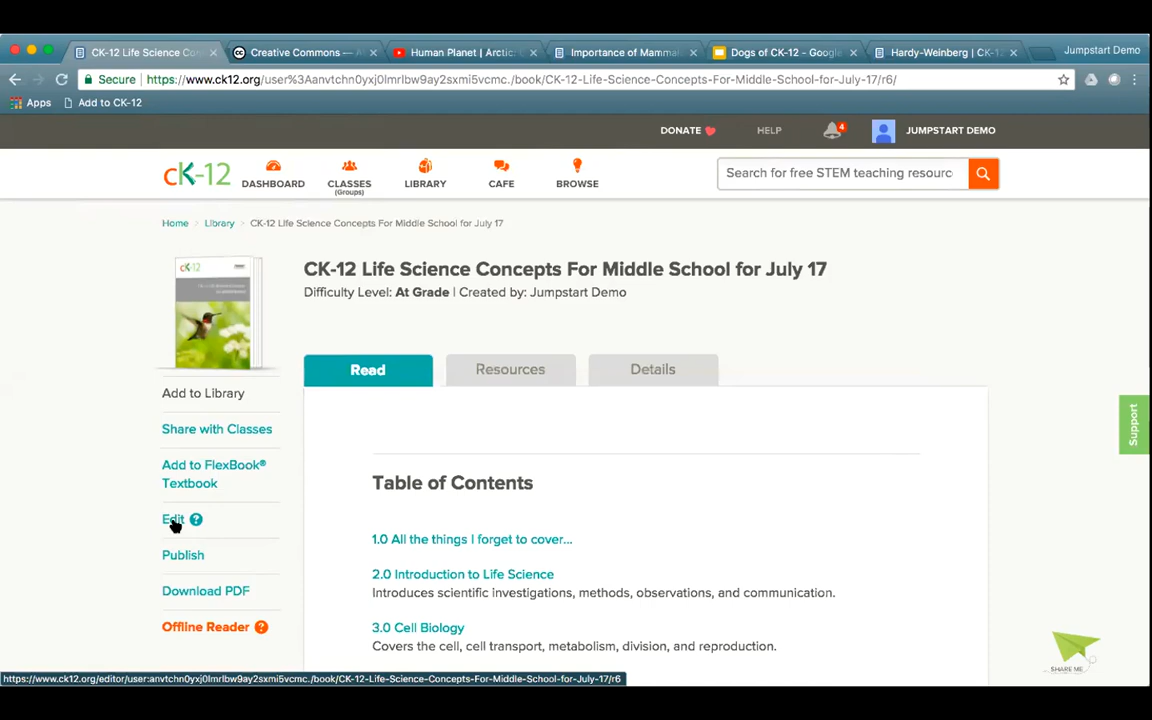 CK-12 Life Science Co
Creative Commons —
Human Planet | Arctic:
Importance of Mamma
Dogs of CK-12 - Google
Hardy-Weinberg | CK-1
Jumpstart Demo
Secure
https://www.ck12.org/user%3Aanvtchn0yxj0lmrlbw9ay2sxmi5vcmc./book/CK-12-Life-Science-Concepts-For-Middle-School-for-July-17/r6/
Apps
Add to CK-12
DONATE
HELP
4
JUMPSTART DEMO
cK-12
DASHBOARD
CLASSES
(Groups)
LIBRARY
CAFE
BROWSE
Search for free STEM teaching resourc
Home > Library > CK-12 Life Science Concepts For Middle School for July 17
cK-12
CK-12 Life Science Concepts For Middle School for July 17
Difficulty Level: At Grade | Created by: Jumpstart Demo
Read
Resources
Details
Add to Library
Share with Classes
Add to FlexBook®
Textbook
Edit ?
Publish
Download PDF
Offline Reader ?
Table of Contents
1.0 All the things I forget to cover...
2.0 Introduction to Life Science
Introduces scientific investigations, methods, observations, and communication.
3.0 Cell Biology
Covers the cell, cell transport, metabolism, division, and reproduction.
Support
SHARE ME
https://www.ck12.org/editor/user:anvtchn0yxj0lmrlbw9ay2sxmi5vcmc./book/CK-12-Life-Science-Concepts-For-Middle-School-for-July-17/r6